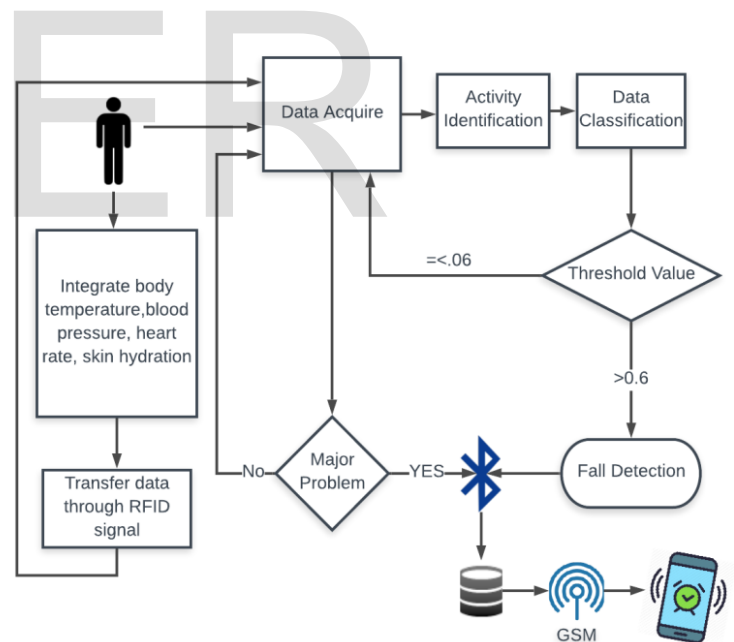 ER
Data Acquire
Activity
Identification
Data
Classification
Integrate body
temperature,blood
pressure, heart
rate, skin hydration
=<.06
Threshold Value
>0.6
Transfer data
through RFID
signal
No
Major
Problem
YES
Fall Detection
GSM